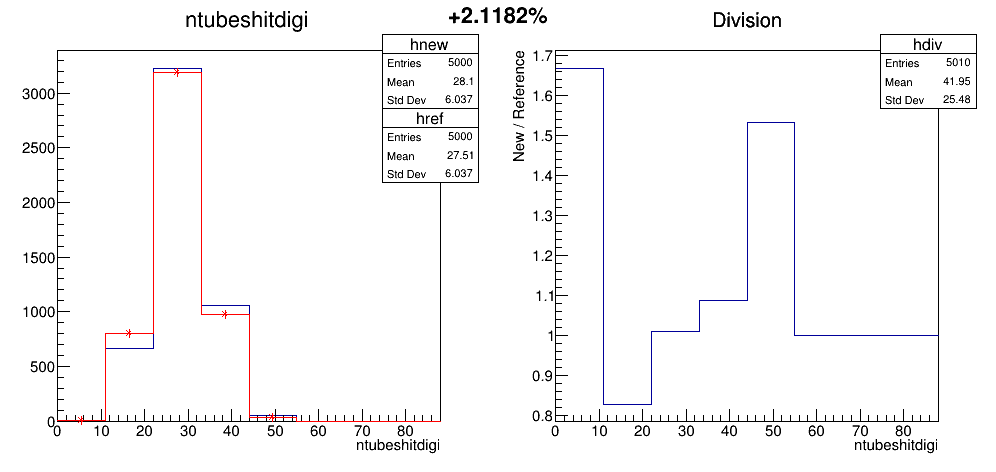 +2.1182%
ntubeshitdigi
hnew
Entries 5000
Mean 28.1
Std Dev 6.037
href
Entries 5000
Mean 27.51
Std Dev 6.037
3000
2500
2000
1500
1000
500
0
0 10 20 30 40 50 60 70 80
ntubeshitdigi
Division
hdiv
Entries 5010
Mean 41.95
Std Dev 25.48
New / Reference
1.7
1.6
1.5
1.4
1.3
1.2
1.1
1
0.9
0.8
0 10 20 30 40 50 60 70 80
ntubeshitdigi